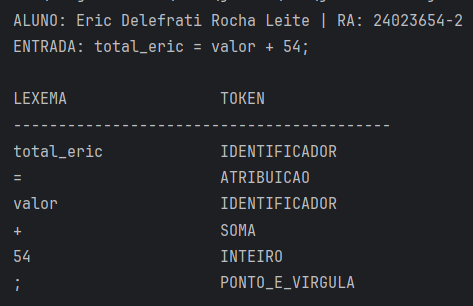 ALUNO: Eric Delefrati Rocha Leite | RA: 24023654-2
ENTRADA: total_eric = valor + 54;
LEXEMA TOKEN
------------------------------------------
total_eric IDENTIFICADOR
= ATRIBUICAO
valor IDENTIFICADOR
+ SOMA
54 INTEIRO
; PONTO_E_VIRGULA